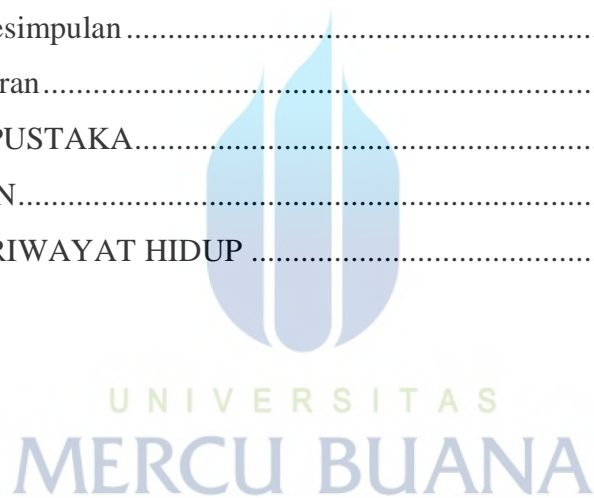 esimpulan ............................................................
ran ............................................................
PUSTAKA ............................................................
N ............................................................
RIWAYAT HIDUP ............................................................
UNIVERSITAS
MERCU BUANA